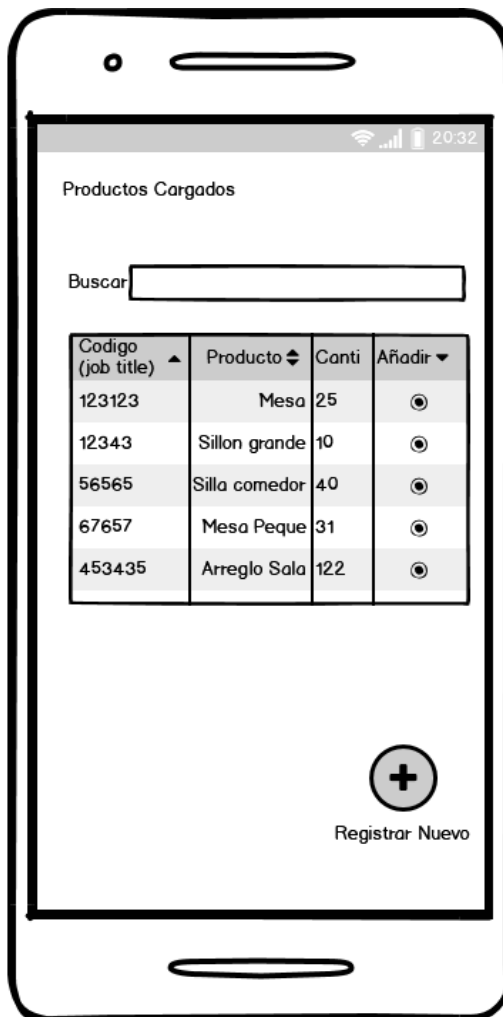 20:32
Productos Cargados
Buscar
Codigo (job title) Producto Canti Añadir
123123 Mesa 25
12343 Sillon grande 10
56565 Silla comedor 40
67657 Mesa Peque 31
453435 Arreglo Sala 122
Registrar Nuevo